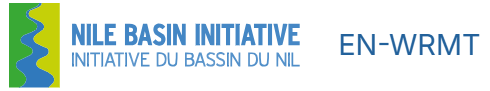 NILE BASIN INITIATIVE
INITIATIVE DU BASSIN DU NIL
EN-WRMT